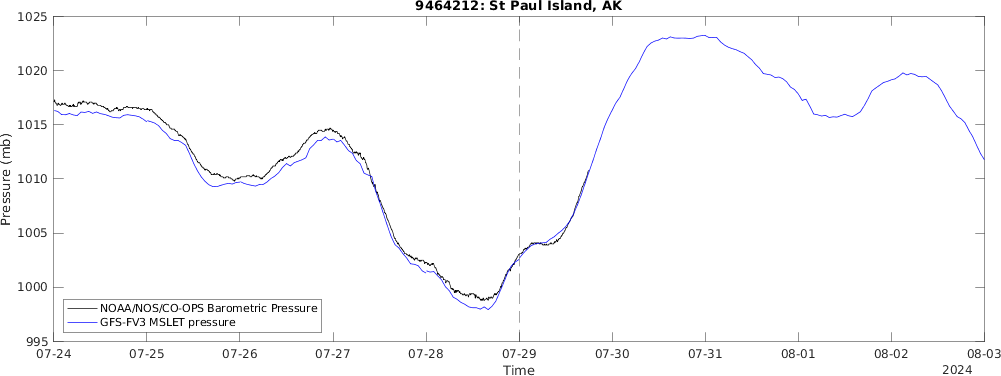 9464212: St Paul Island, AK
Pressure (mb)
1025
1020
1015
1010
1005
1000
995
NOAA/NOS/CO-OPS Barometric Pressure
GFS-FV3 MSLET pressure
07-24 07-25 07-26 07-27 07-28 07-29 07-30 07-31 08-01 08-02 08-03
Time
2024